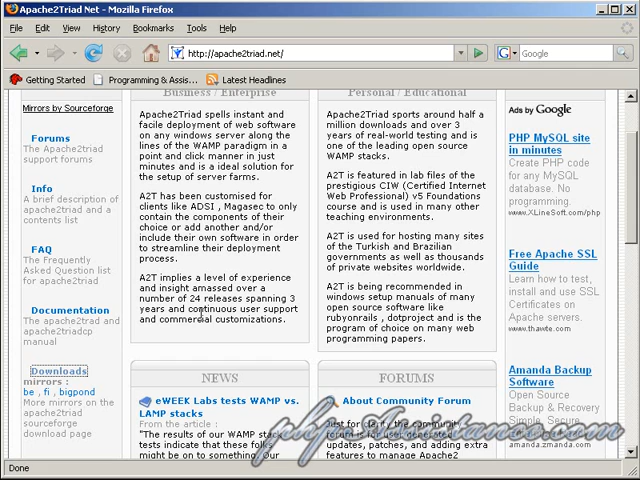 Apache2Triad Net - Mozilla Firefox
File Edit View History Bookmarks Tools Help
http://apache2triad.net/
Google
Getting Started Programming & Assis... Latest Headlines
Mirrors by Sourceforge
Forums
The Apache2Triad
support forums
Info
A brief description of
apache2triad and a
contents list
FAQ
The Frequently
Asked Question list
for apache2triad
Documentation
The apache2triad and
apache2triadcp
manual
Downloads
mirrors :
be , fi , bigpond
More mirrors on the
apache2triad
sourceforge
download page
Business / Enterprise
Apache2Triad spells instant and
facile deployment of web software
on any windows server along the
lines of the WAMP paradigm in a
point and click manner in just
minutes and is a ideal solution for
the setup of server farms.
A2T has been customised for
clients like ADSI , Magasec to only
contain the components of their
choice or add another and/or
include their own software in order
to streamline their deployment
process.
A2T implies a level of experience
and insight amassed over a
number of 24 releases spanning 3
years and continuous user support
and commercial customizations.
Personal / Educational
Apache2Triad sports around half a
million downloads and over 3
years of real-world testing and is
one of the leading open source
WAMP stacks.
A2T is featured in lab files of the
prestigious CIW (Certified Internet
Web Professional) v5 Foundations
course and is used in many other
teaching environments.
A2T is used for hosting many sites
of the Turkish and Brazilian
governments as well as thousands
of private websites worldwide.
A2T is being recommended in
windows setup manuals of many
open source software like
rubyonrails , dotproject and is the
program of choice on many web
programming papers.
NEWS
eWEEK Labs tests WAMP vs.
LAMP stacks
From the article :
"The results of our WAMP stack
tests indicate that these folks
might be on to something. Our
FORUMS
About Community Forum
Just for clarity the community
forum is for user generated
updates, patches, and adding extra
features to manage Apache2
Ads by Google
PHP MySQL site
in minutes
Create PHP code
for any MySQL
database. No
programming.
www.XLineSoft.com/php
Free Apache SSL
Guide
Learn how to test,
install and use SSL
Certificates on
Apache servers.
www.thawte.com
Amanda Backup
Software
Open Source
Backup & Recovery
Simple, Secure,
amanda.zmanda.com
phpAssistance.com
Done